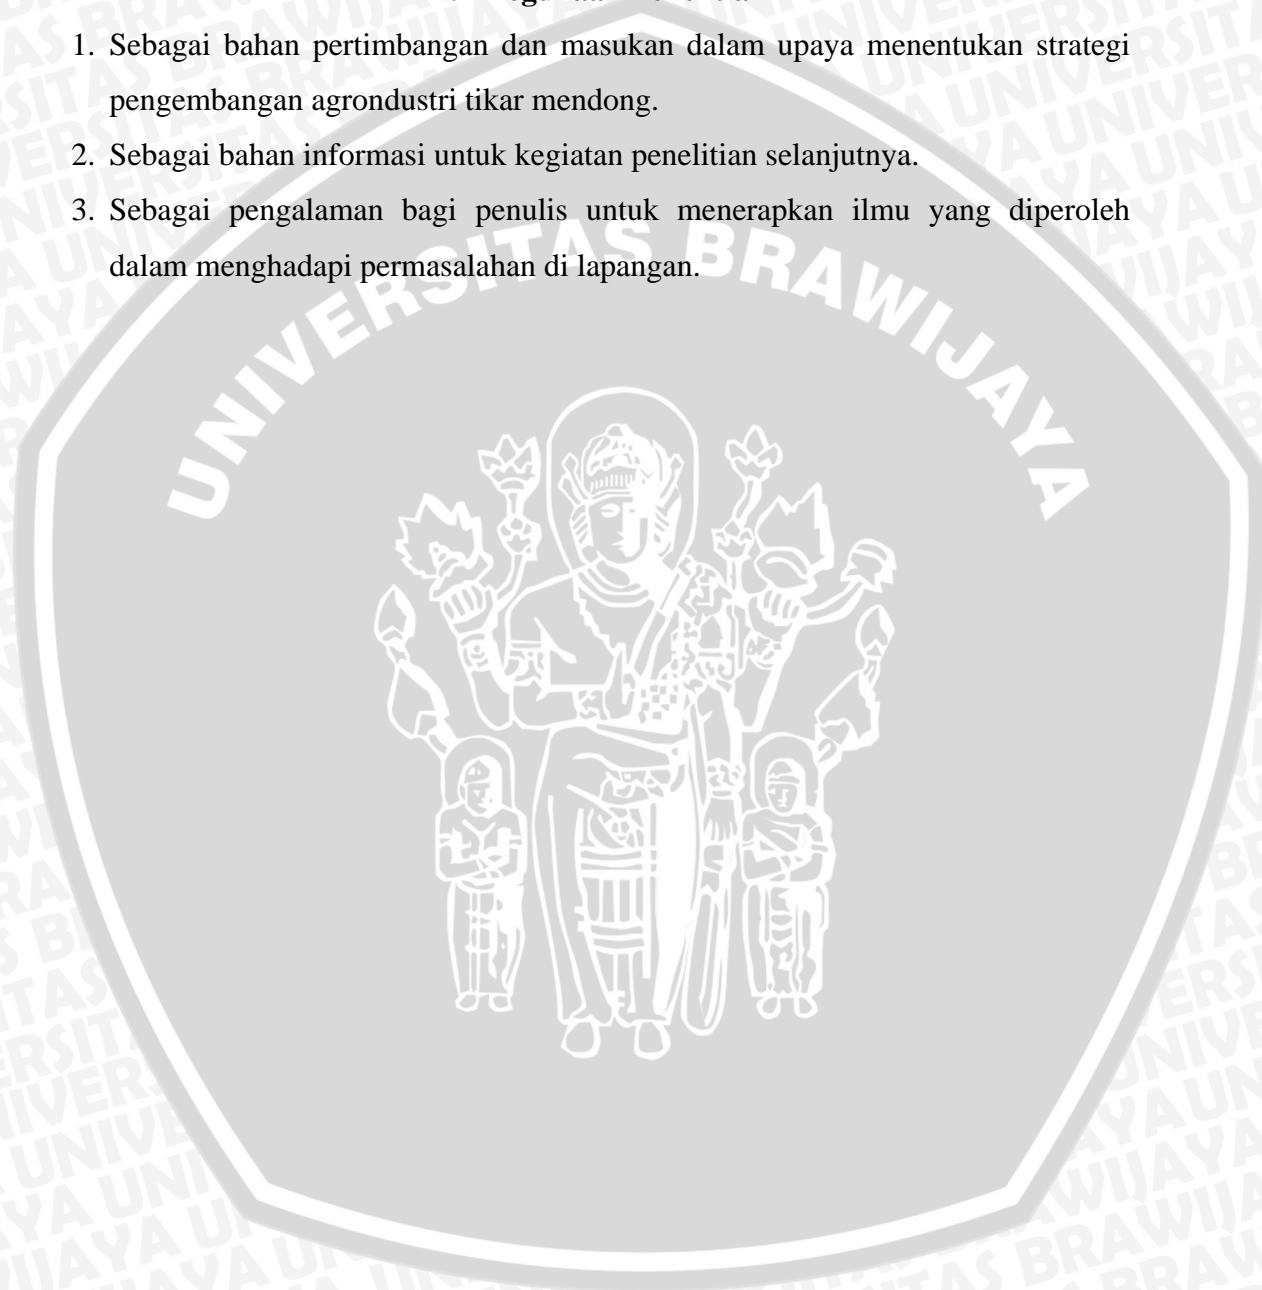 1. Sebagai bahan pertimbangan dan masukan dalam upaya menentukan strategi
pengembangan agrondustri tikar mendong.
2. Sebagai bahan informasi untuk kegiatan penelitian selanjutnya.
3. Sebagai pengalaman bagi penulis untuk menerapkan ilmu yang diperoleh
dalam menghadapi permasalahan di lapangan.
UNIVERSITAS BRAWIJAYA